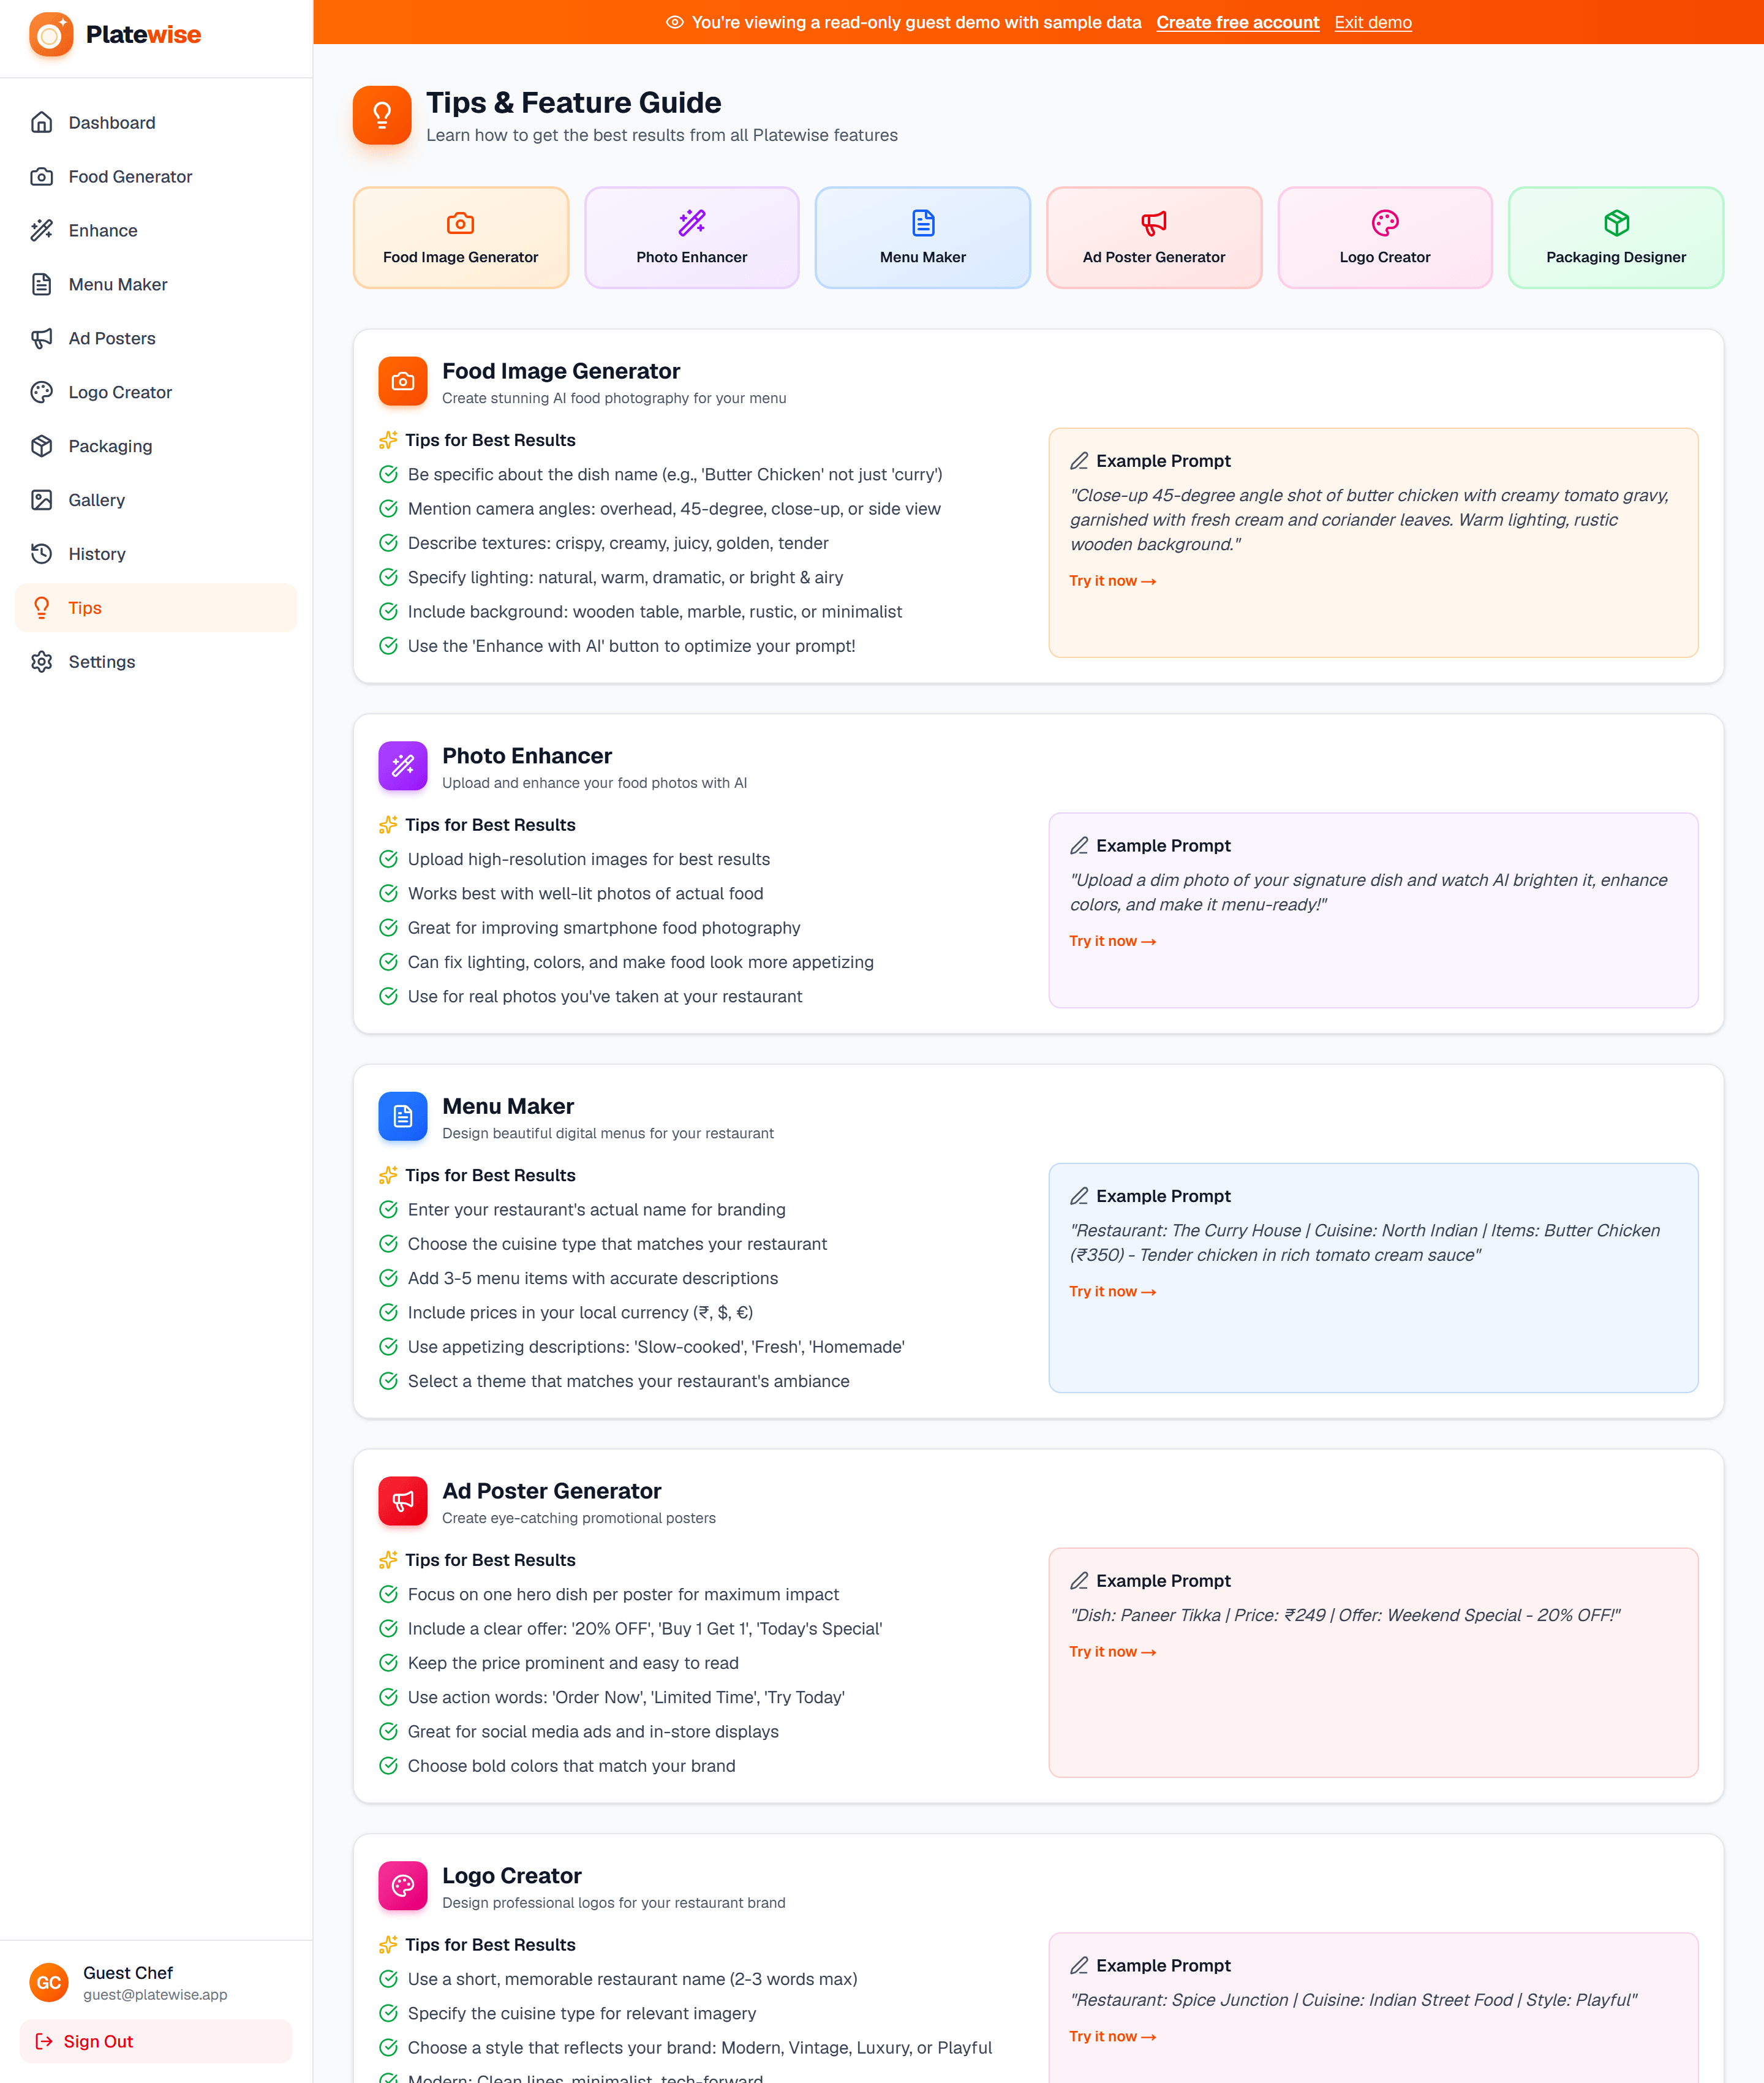 Platewise
You're viewing a read-only guest demo with sample data Create free account Exit demo
Dashboard
Food Generator
Enhance
Menu Maker
Ad Posters
Logo Creator
Packaging
Gallery
History
Tips
Settings
GC
Guest Chef
guest@platewise.app
Sign Out
Tips & Feature Guide
Learn how to get the best results from all Platewise features
Food Image Generator
Photo Enhancer
Menu Maker
Ad Poster Generator
Logo Creator
Packaging Designer
Food Image Generator
Create stunning AI food photography for your menu
Tips for Best Results
Be specific about the dish name (e.g., 'Butter Chicken' not just 'curry')
Mention camera angles: overhead, 45-degree, close-up, or side view
Describe textures: crispy, creamy, juicy, golden, tender
Specify lighting: natural, warm, dramatic, or bright & airy
Include background: wooden table, marble, rustic, or minimalist
Use the 'Enhance with AI' button to optimize your prompt!
Example Prompt
"Close-up 45-degree angle shot of butter chicken with creamy tomato gravy,
garnished with fresh cream and coriander leaves. Warm lighting, rustic
wooden background."
Try it now →
Photo Enhancer
Upload and enhance your food photos with AI
Tips for Best Results
Upload high-resolution images for best results
Works best with well-lit photos of actual food
Great for improving smartphone food photography
Can fix lighting, colors, and make food look more appetizing
Use for real photos you've taken at your restaurant
Example Prompt
"Upload a dim photo of your signature dish and watch AI brighten it, enhance
colors, and make it menu-ready!"
Try it now →
Menu Maker
Design beautiful digital menus for your restaurant
Tips for Best Results
Enter your restaurant's actual name for branding
Choose the cuisine type that matches your restaurant
Add 3-5 menu items with accurate descriptions
Include prices in your local currency (₹, $, €)
Use appetizing descriptions: 'Slow-cooked', 'Fresh', 'Homemade'
Select a theme that matches your restaurant's ambiance
Example Prompt
"Restaurant: The Curry House | Cuisine: North Indian | Items: Butter Chicken
(₹350) - Tender chicken in rich tomato cream sauce"
Try it now →
Ad Poster Generator
Create eye-catching promotional posters
Tips for Best Results
Focus on one hero dish per poster for maximum impact
Include a clear offer: '20% OFF', 'Buy 1 Get 1', 'Today's Special'
Keep the price prominent and easy to read
Use action words: 'Order Now', 'Limited Time', 'Try Today'
Great for social media ads and in-store displays
Choose bold colors that match your brand
Example Prompt
"Dish: Paneer Tikka | Price: ₹249 | Offer: Weekend Special - 20% OFF!"
Try it now →
Logo Creator
Design professional logos for your restaurant brand
Tips for Best Results
Use a short, memorable restaurant name (2-3 words max)
Specify the cuisine type for relevant imagery
Choose a style that reflects your brand: Modern, Vintage, Luxury, or Playful
Modern: Clean lines, minimalist, tech-forward
Example Prompt
"Restaurant: Spice Junction | Cuisine: Indian Street Food | Style: Playful"
Try it now →